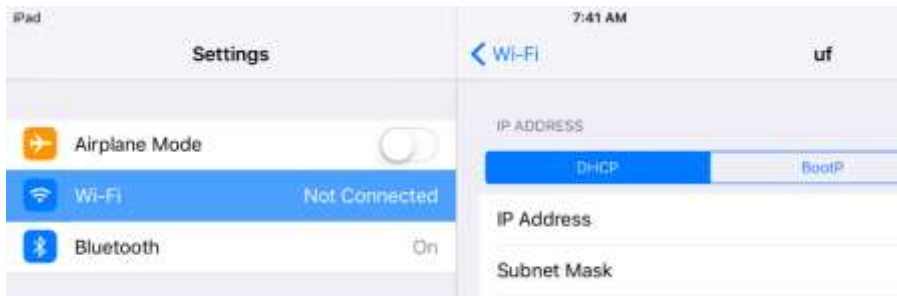 iPad
7:41 AM
Settings
Wi-Fi
uf
IP ADDRESS
Airplane Mode
DHCP
BootP
Wi-Fi
Not Connected
IP Address
Bluetooth
On
Subnet Mask